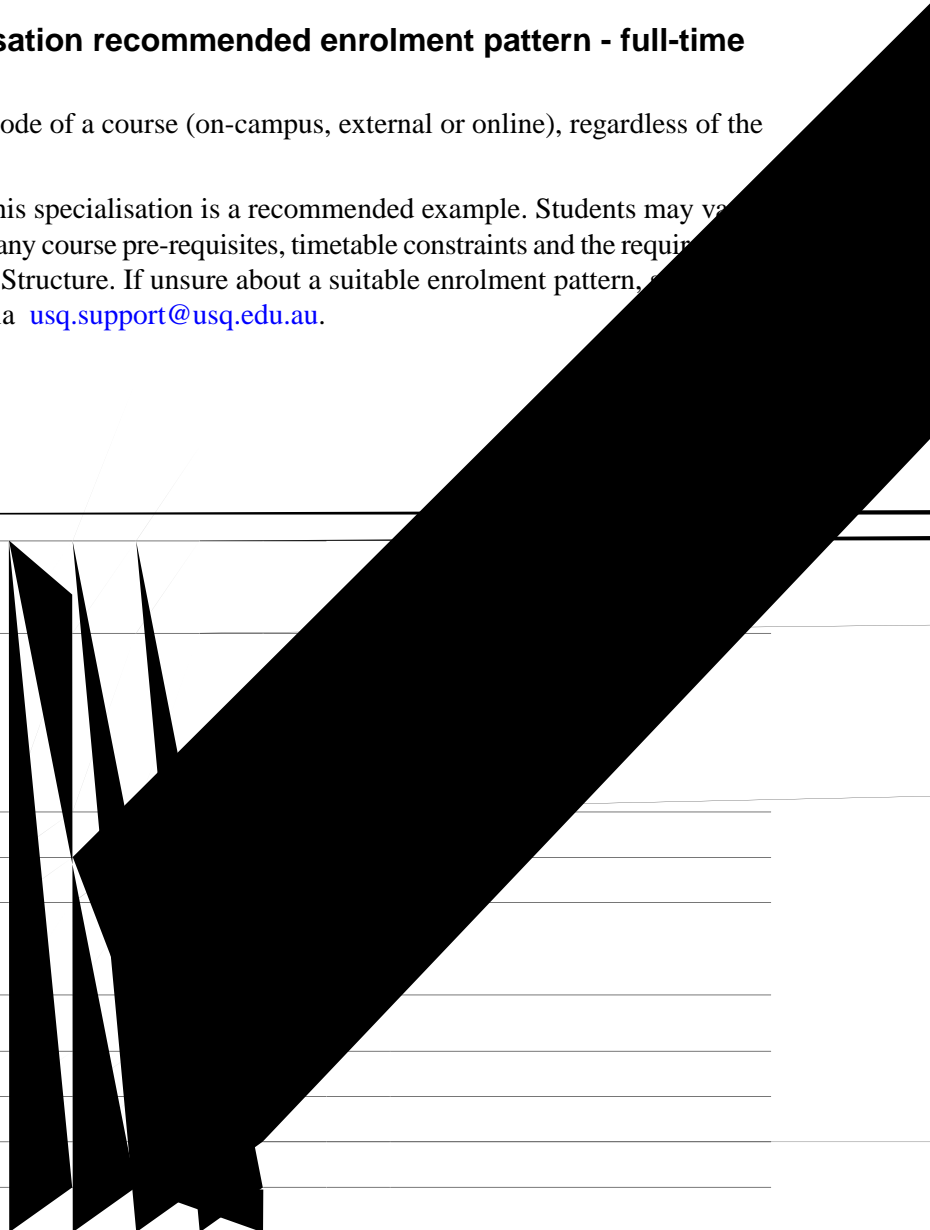 sation recommended enrolment pattern - full-time
ode of a course (on-campus, external or online), regardless of the
his specialisation is a recommended example. Students may
any course pre-requisites, timetable constraints and the
Structure. If unsure about a suitable enrolment pattern,
ia usq.support@usq.edu.au.